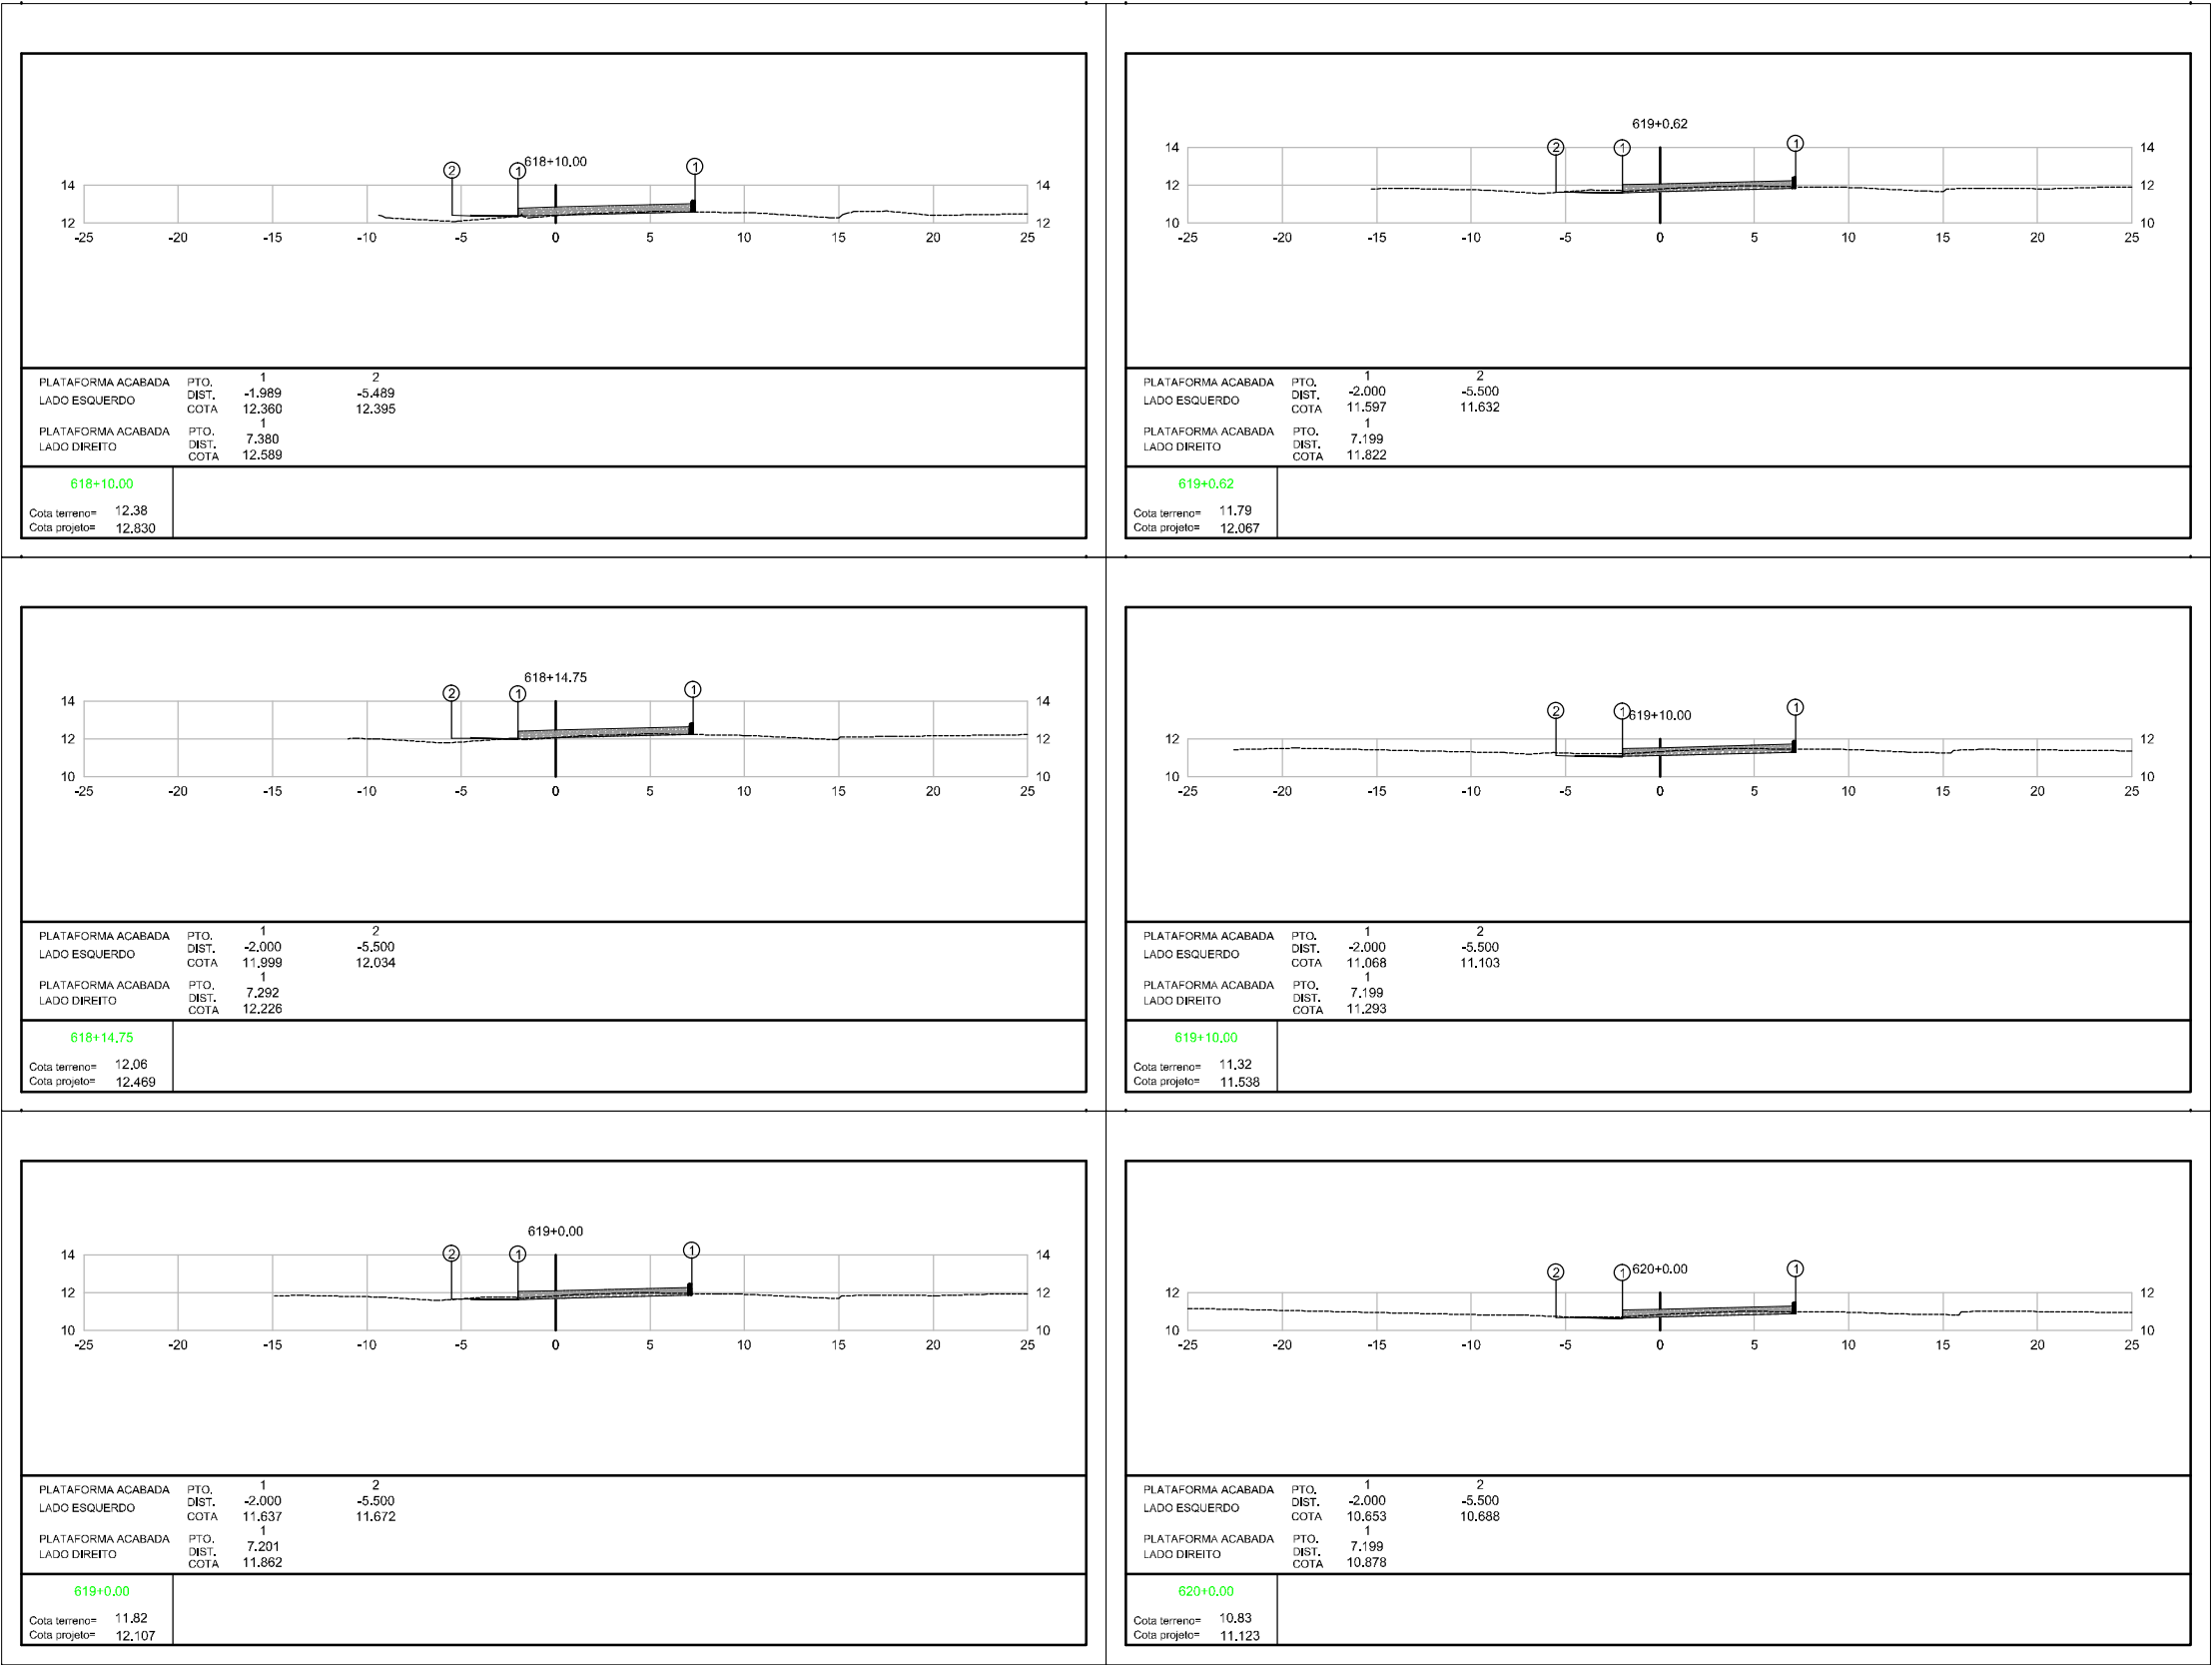 618+10.00
2 1 1
14 14
12 12
-25 -20 -15 -10 -5 0 5 10 15 20 25
PLATAFORMA ACABADA LADO ESQUERDO
PTO. 1 2
DIST. -1.989 -5.489
COTA 12.360 12.395
PLATAFORMA ACABADA LADO DIREITO
PTO. 1
DIST. 7.380
COTA 12.589
618+10.00
Cota terreno= 12.38
Cota projeto= 12.830
619+0.62
2 1 1
14 14
12 12
10 10
-25 -20 -15 -10 -5 0 5 10 15 20 25
PLATAFORMA ACABADA LADO ESQUERDO
PTO. 1 2
DIST. -2.000 -5.500
COTA 11.597 11.632
PLATAFORMA ACABADA LADO DIREITO
PTO. 1
DIST. 7.199
COTA 11.822
619+0.62
Cota terreno= 11.79
Cota projeto= 12.067
618+14.75
2 1 1
14 14
12 12
10 10
-25 -20 -15 -10 -5 0 5 10 15 20 25
PLATAFORMA ACABADA LADO ESQUERDO
PTO. 1 2
DIST. -2.000 -5.500
COTA 11.999 12.034
PLATAFORMA ACABADA LADO DIREITO
PTO. 1
DIST. 7.292
COTA 12.226
618+14.75
Cota terreno= 12.06
Cota projeto= 12.469
619+10.00
2 1 1
12 12
10 10
-25 -20 -15 -10 -5 0 5 10 15 20 25
PLATAFORMA ACABADA LADO ESQUERDO
PTO. 1 2
DIST. -2.000 -5.500
COTA 11.068 11.103
PLATAFORMA ACABADA LADO DIREITO
PTO. 1
DIST. 7.199
COTA 11.293
619+10.00
Cota terreno= 11.32
Cota projeto= 11.538
619+0.00
2 1 1
14 14
12 12
10 10
-25 -20 -15 -10 -5 0 5 10 15 20 25
PLATAFORMA ACABADA LADO ESQUERDO
PTO. 1 2
DIST. -2.000 -5.500
COTA 11.637 11.672
PLATAFORMA ACABADA LADO DIREITO
PTO. 1
DIST. 7.201
COTA 11.862
619+0.00
Cota terreno= 11.82
Cota projeto= 12.107
620+0.00
2 1 1
12 12
10 10
-25 -20 -15 -10 -5 0 5 10 15 20 25
PLATAFORMA ACABADA LADO ESQUERDO
PTO. 1 2
DIST. -2.000 -5.500
COTA 10.653 10.688
PLATAFORMA ACABADA LADO DIREITO
PTO. 1
DIST. 7.199
COTA 10.878
620+0.00
Cota terreno= 10.83
Cota projeto= 11.123